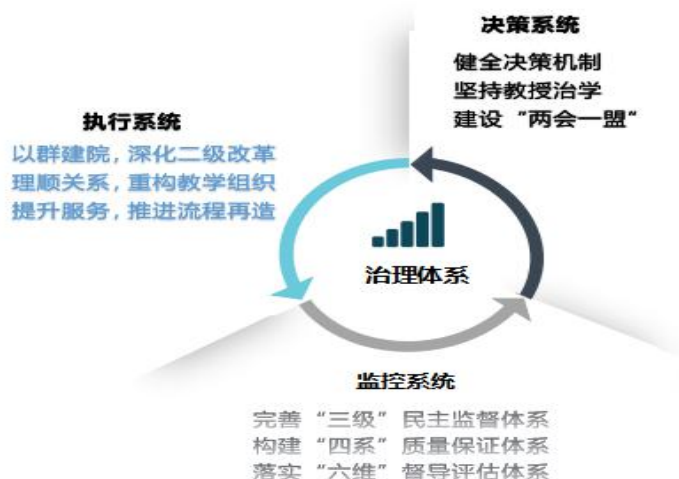 决策系统
健全决策机制
坚持教授治学
建设“两会一盟“
执行系统
以群建院，深化二级改革
理顺关系，重构教学组织
提升服务，推进流程再造
治理体系
监控系统
完善“三级”民主监督体系
构建“四系”质量保证体系
落实“六维”督导评估体系